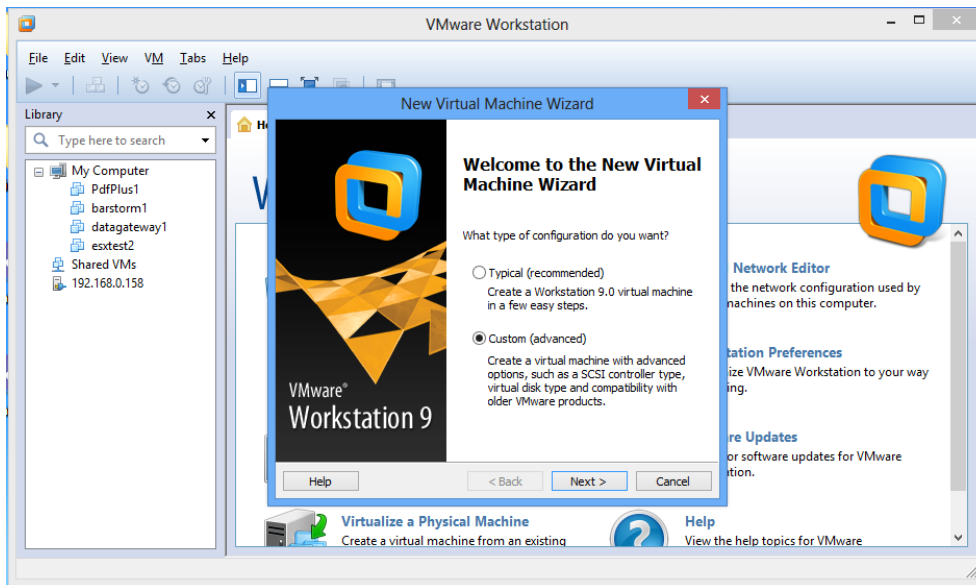 VMware Workstation
File Edit View VM Tabs Help
Library
Type here to search
My Computer
PdfPlus1
barstorm1
datagateway1
esxtest2
Shared VMs
192.168.0.158
New Virtual Machine Wizard
Welcome to the New Virtual
Machine Wizard
What type of configuration do you want?
Typical (recommended)
Create a Workstation 9.0 virtual machine
in a few easy steps.
Custom (advanced)
Create a virtual machine with advanced
options, such as a SCSI controller type,
virtual disk type and compatibility with
older VMware products.
VMware®
Workstation 9
Help
< Back
Next >
Cancel
Network Editor
the network configuration used by
machines on this computer.
Preferences
VMware Workstation to your way
Updates
or software updates for VMware
Virtualize a Physical Machine
Create a virtual machine from an existing
Help
View the help topics for VMware